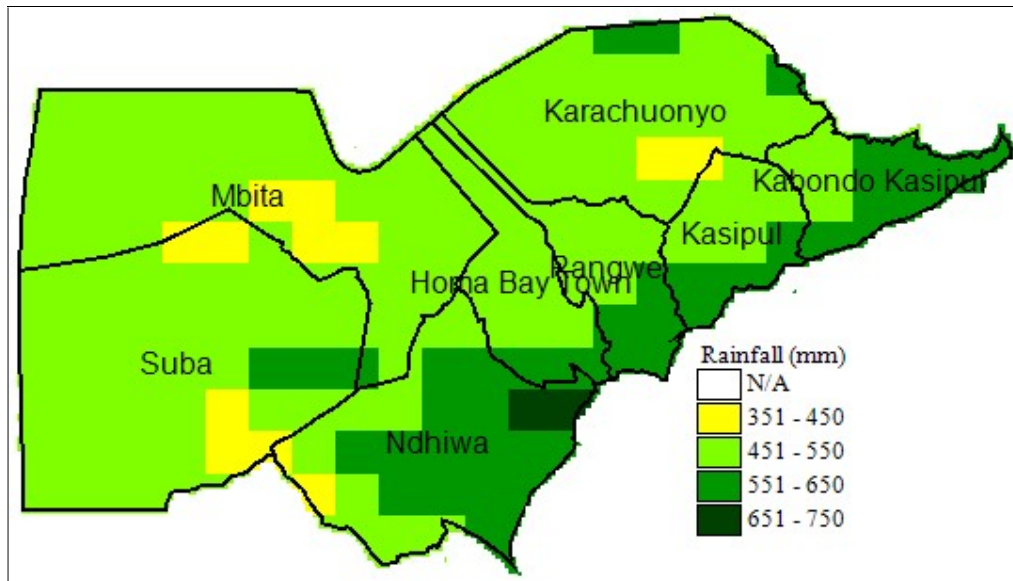 Karachuonyo
Mbita
Kabondo Kasipul
Kasipul
Rangwe
Homa Bay Town
Suba
Ndhiwa
Rainfall (mm)
N/A
351 - 450
451 - 550
551 - 650
651 - 750